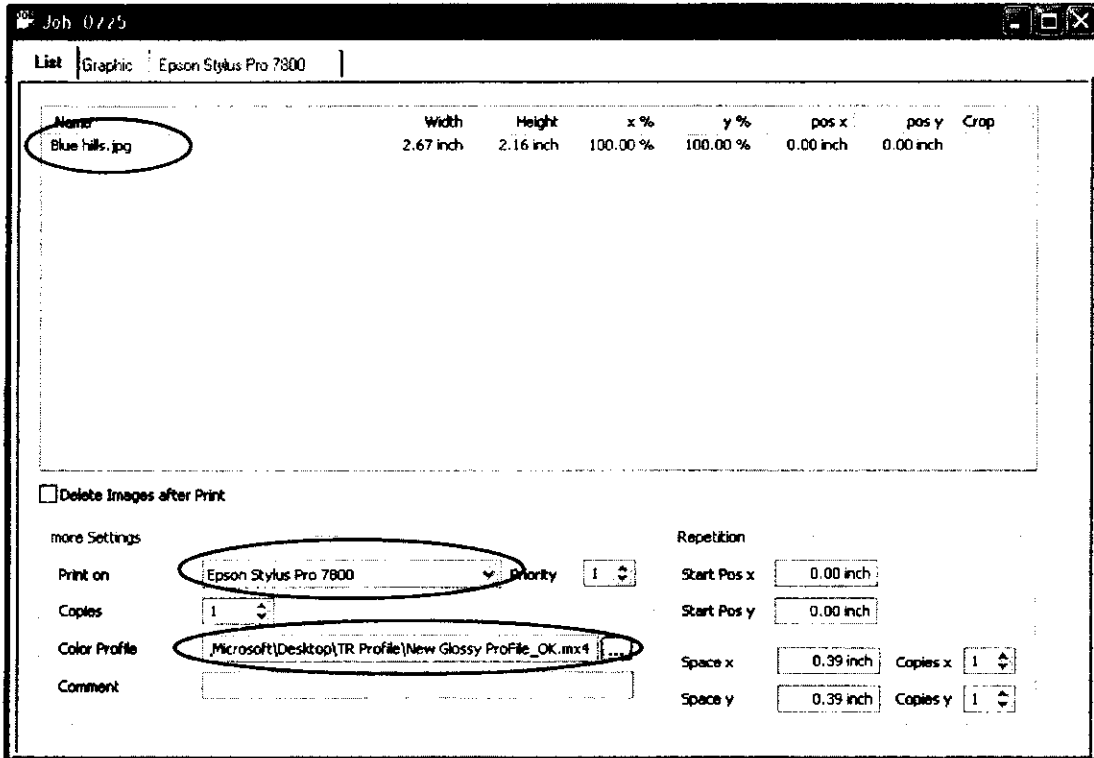 Job 0725
List Graphic Epson Stylus Pro 7800
Name Width Height x % y % pos x pos y Crop
Blue hills.jpg 2.67 inch 2.16 inch 100.00 % 100.00 % 0.00 inch 0.00 inch
Delete Images after Print
more Settings Repetition
Print on Epson Stylus Pro 7800 Priority 1 Start Pos x 0.00 inch
Copies 1 Start Pos y 0.00 inch
Color Profile Microsoft\Desktop\TR Profile\New Glossy ProFile_OK.mx4 ... Space x 0.39 inch Copies x 1
Comment Space y 0.39 inch Copies y 1